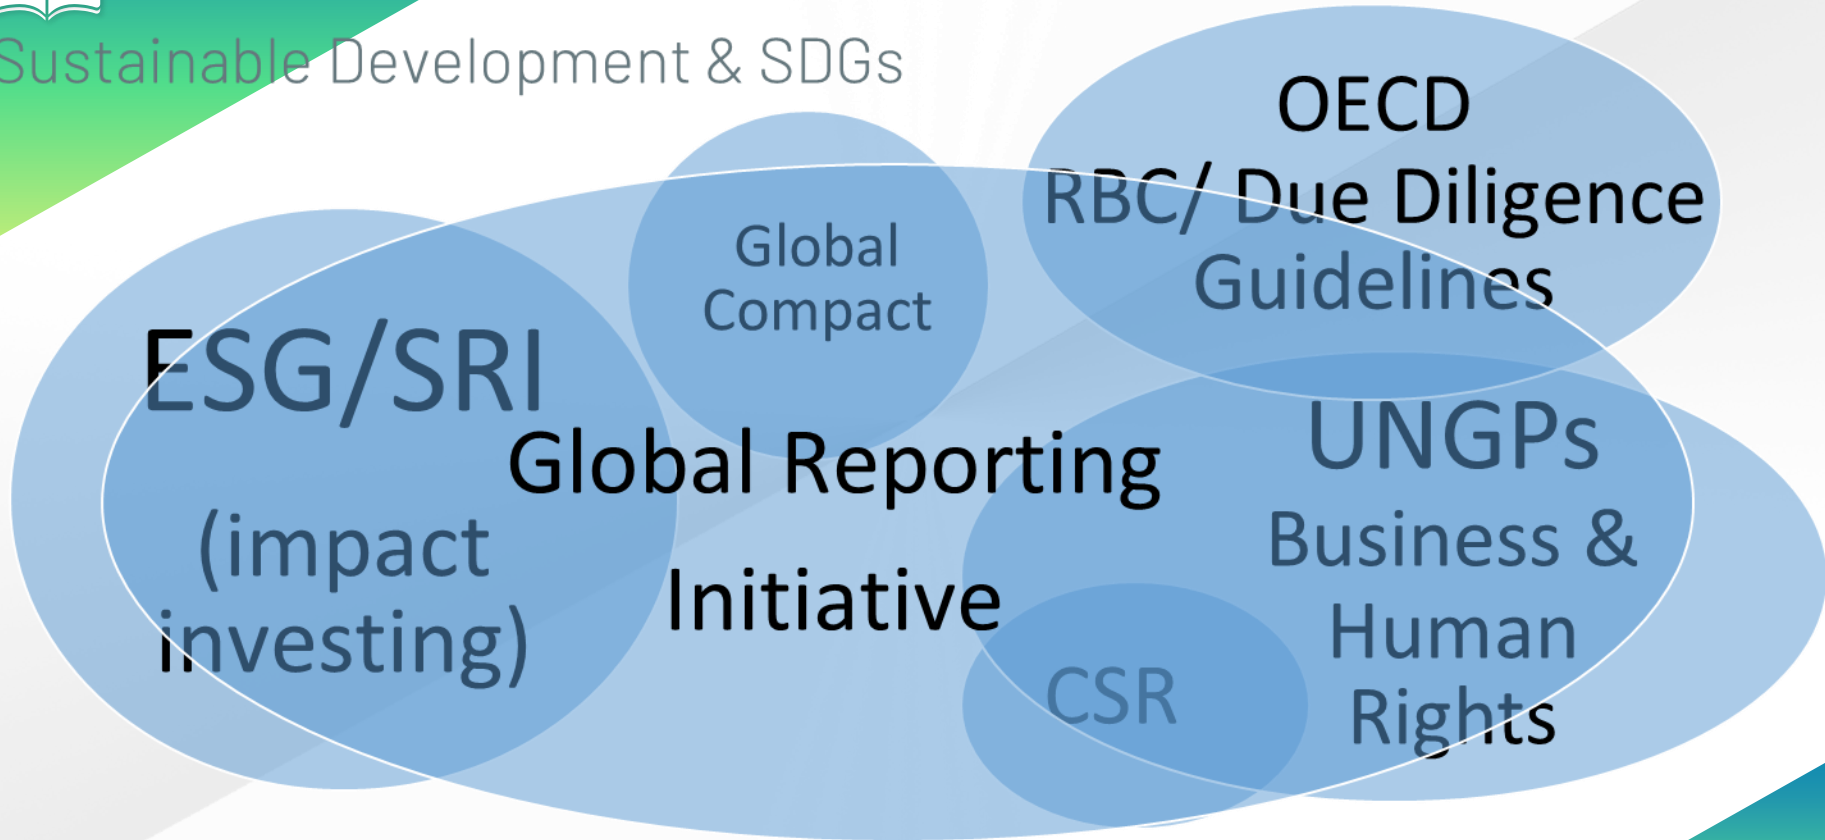 Sustainable Development & SDGs
OECD
RBC/ Due Diligence
Guidelines
Global
Compact
ESG/SRI
(impact
investing)
Global Reporting
Initiative
UNGPs
Business &
Human
Rights
CSR